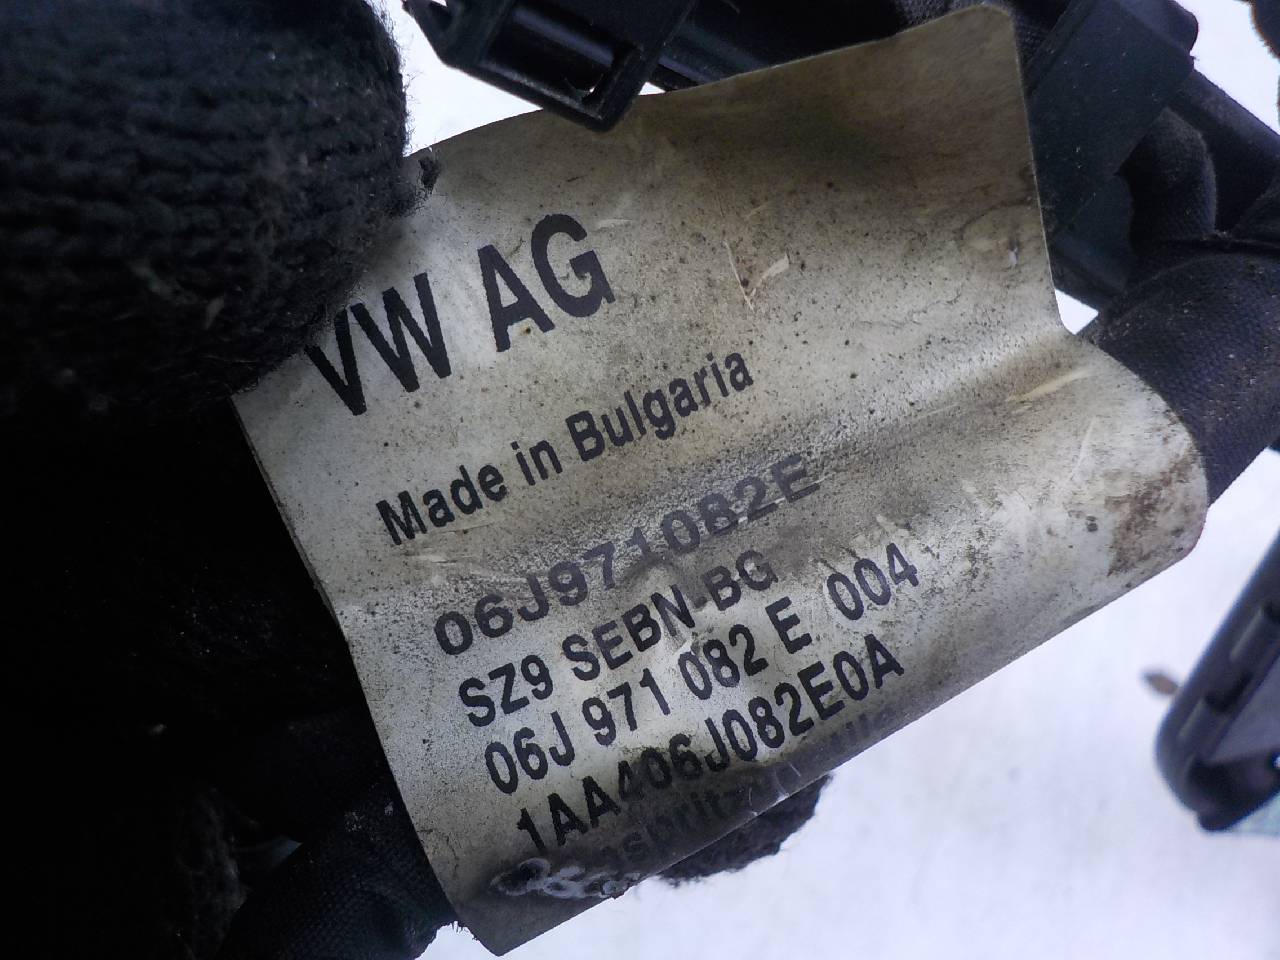 VW AG
Made in Bulgaria
06J971082E
SZ9 SEBN-BG
06J 971 082 E 004
1AA406J082E0A